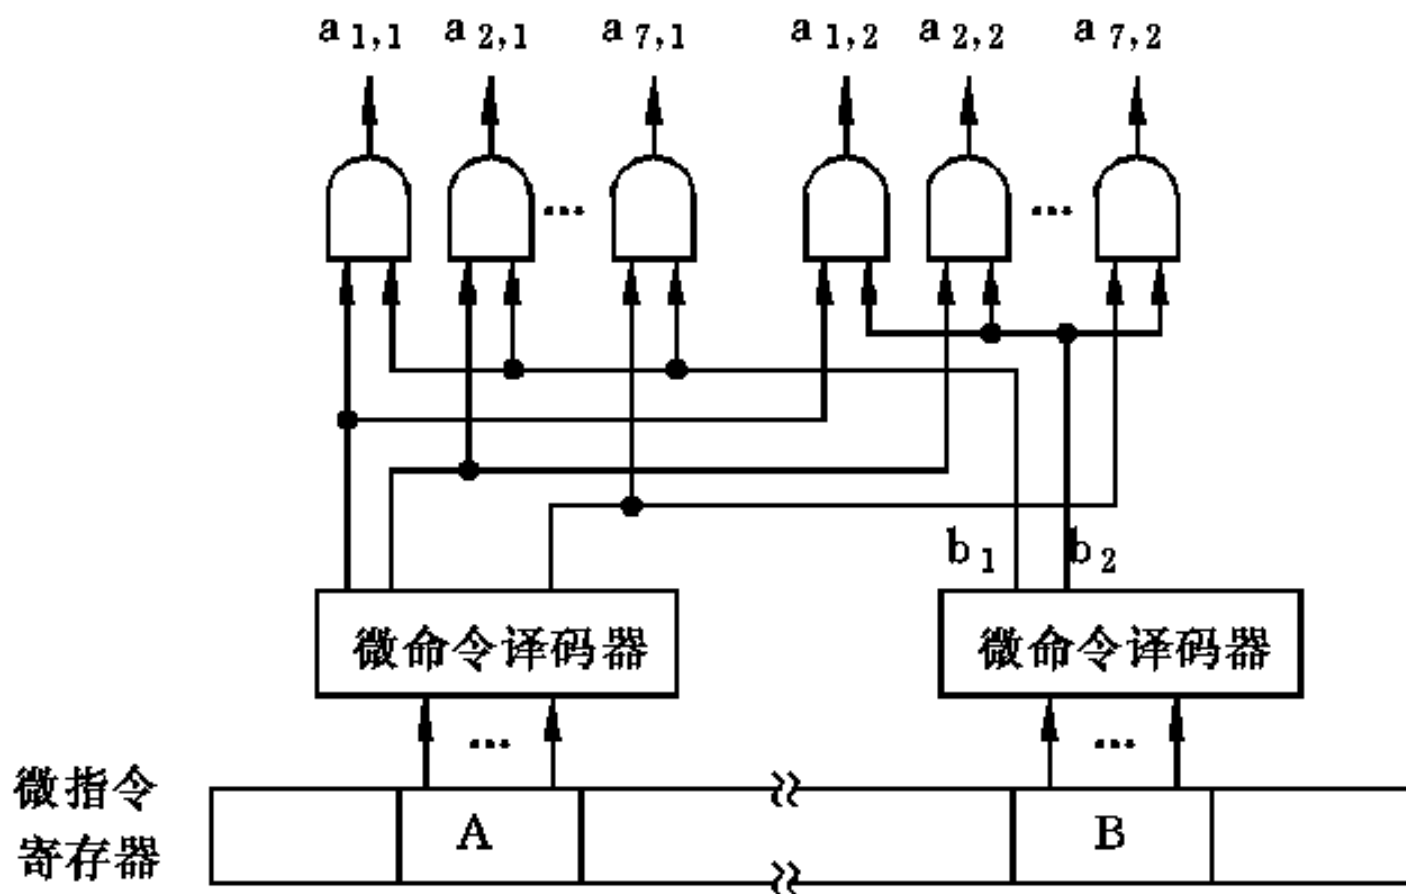 a 1,1 a 2,1 a 7,1 a 1,2 a 2,2 a 7,2
... ...
b 1 b 2
微命令译码器 微命令译码器
... ...
微指令
寄存器 A B